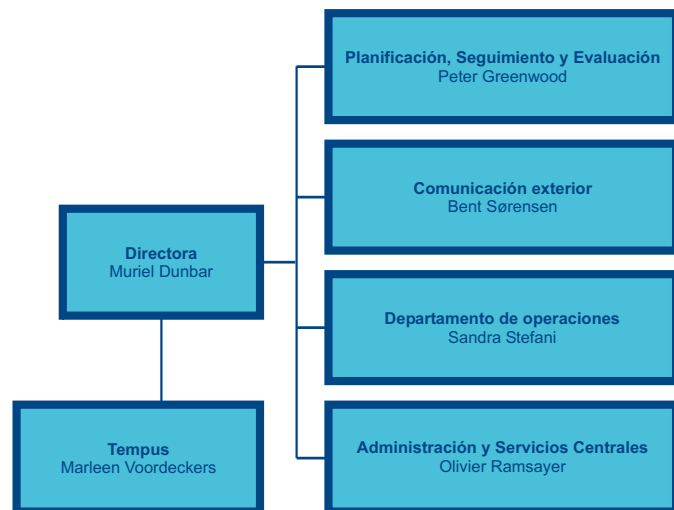 Planificación, Seguimiento y Evaluación
Peter Greenwood
Comunicación exterior
Bent Sørensen
Directora
Muriel Dunbar
Departamento de operaciones
Sandra Stefani
Tempus
Marleen Voordeckers
Administración y Servicios Centrales
Olivier Ramsayer